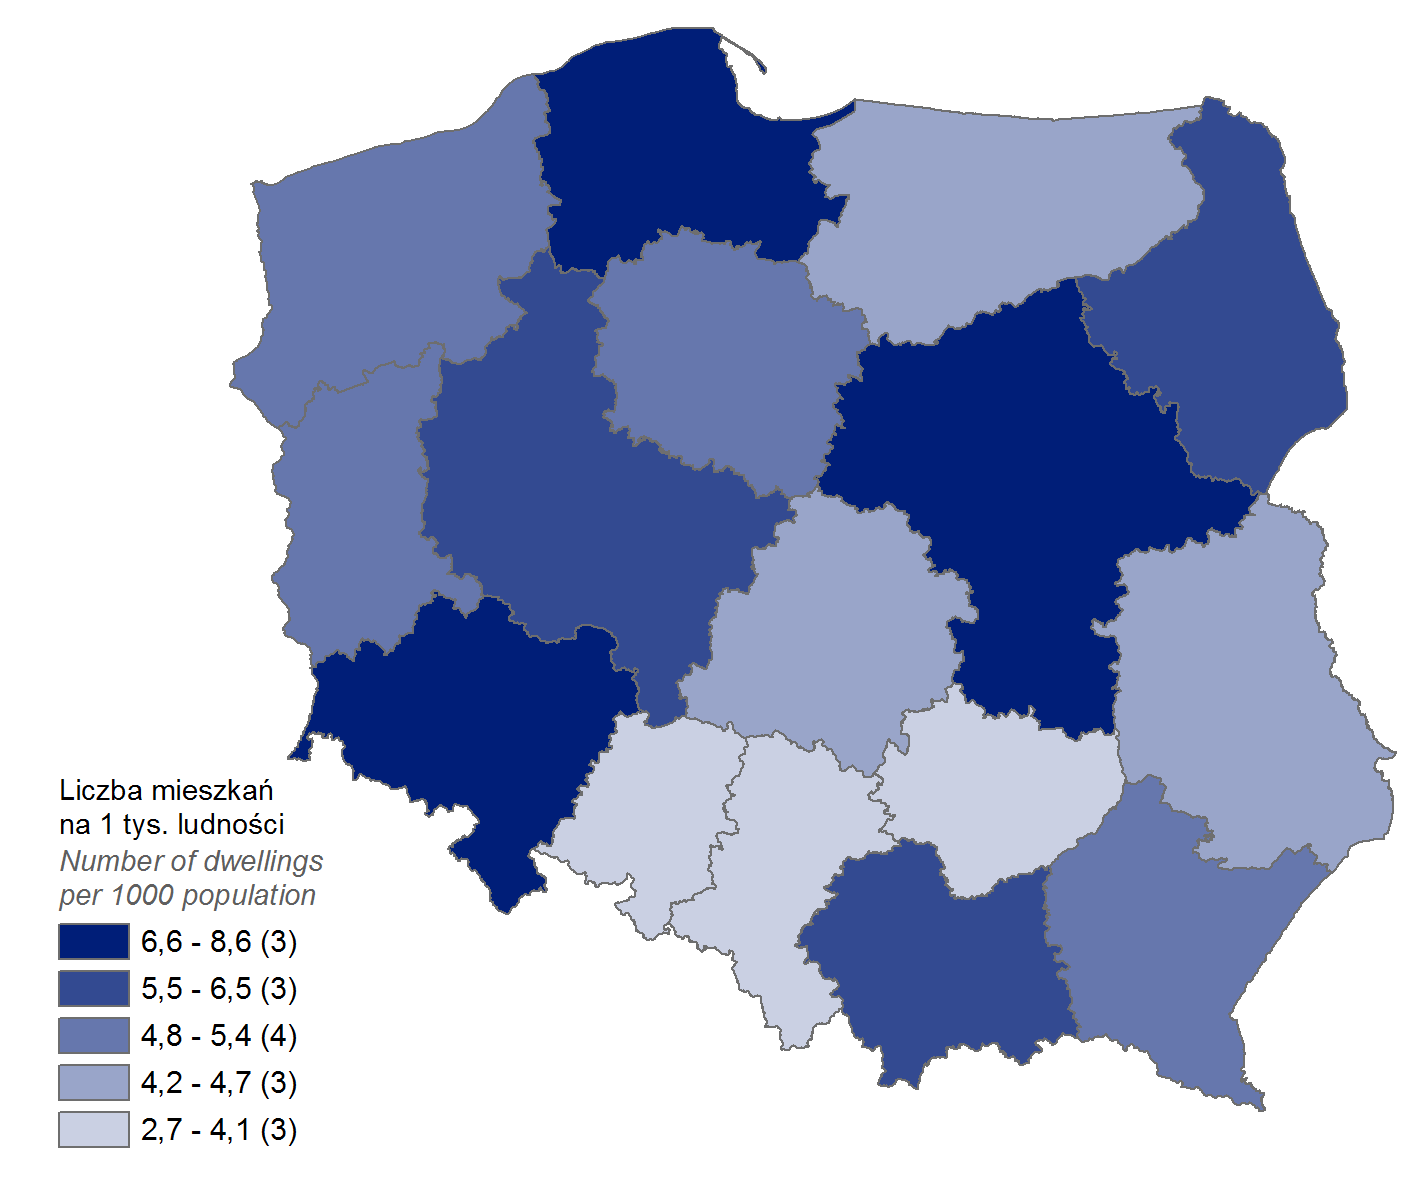 Liczba mieszkań
na 1 tys. ludności
Number of dwellings
per 1000 population
6,6 - 8,6 (3)
5,5 - 6,5 (3)
4,8 - 5,4 (4)
4,2 - 4,7 (3)
2,7 - 4,1 (3)